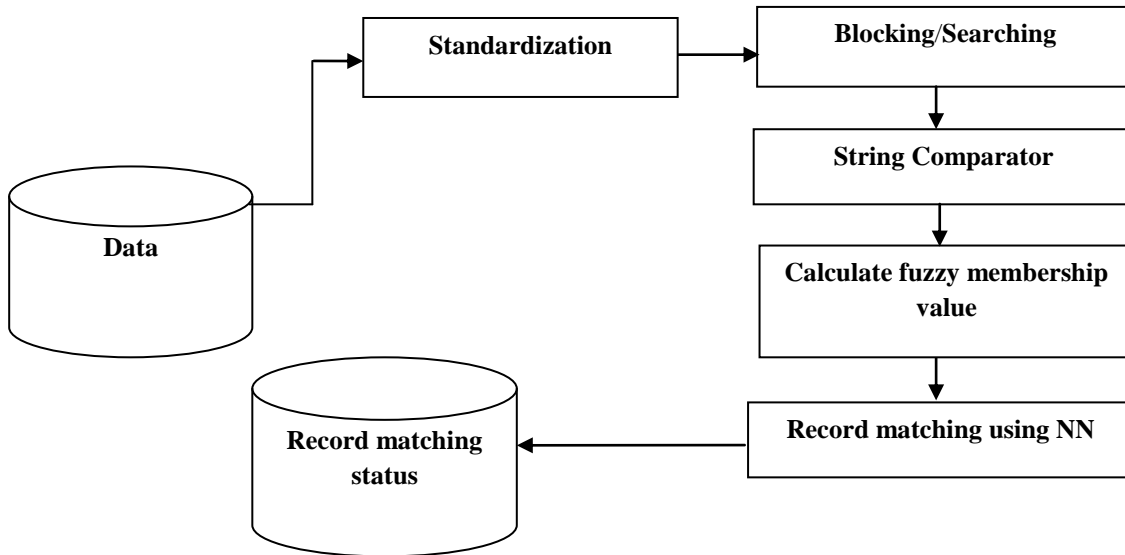 Standardization
Blocking/Searching
String Comparator
Data
Calculate fuzzy membership
value
Record matching using NN
Record matching
status